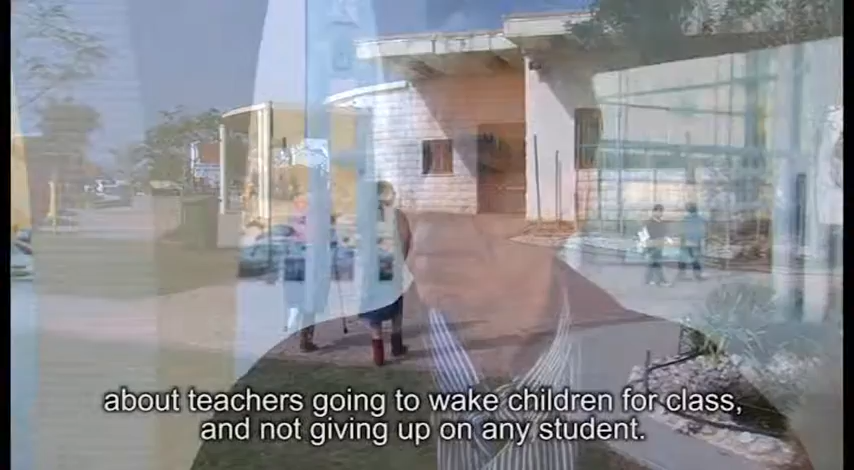 about teachers going to wake children for class,
and not giving up on any student.